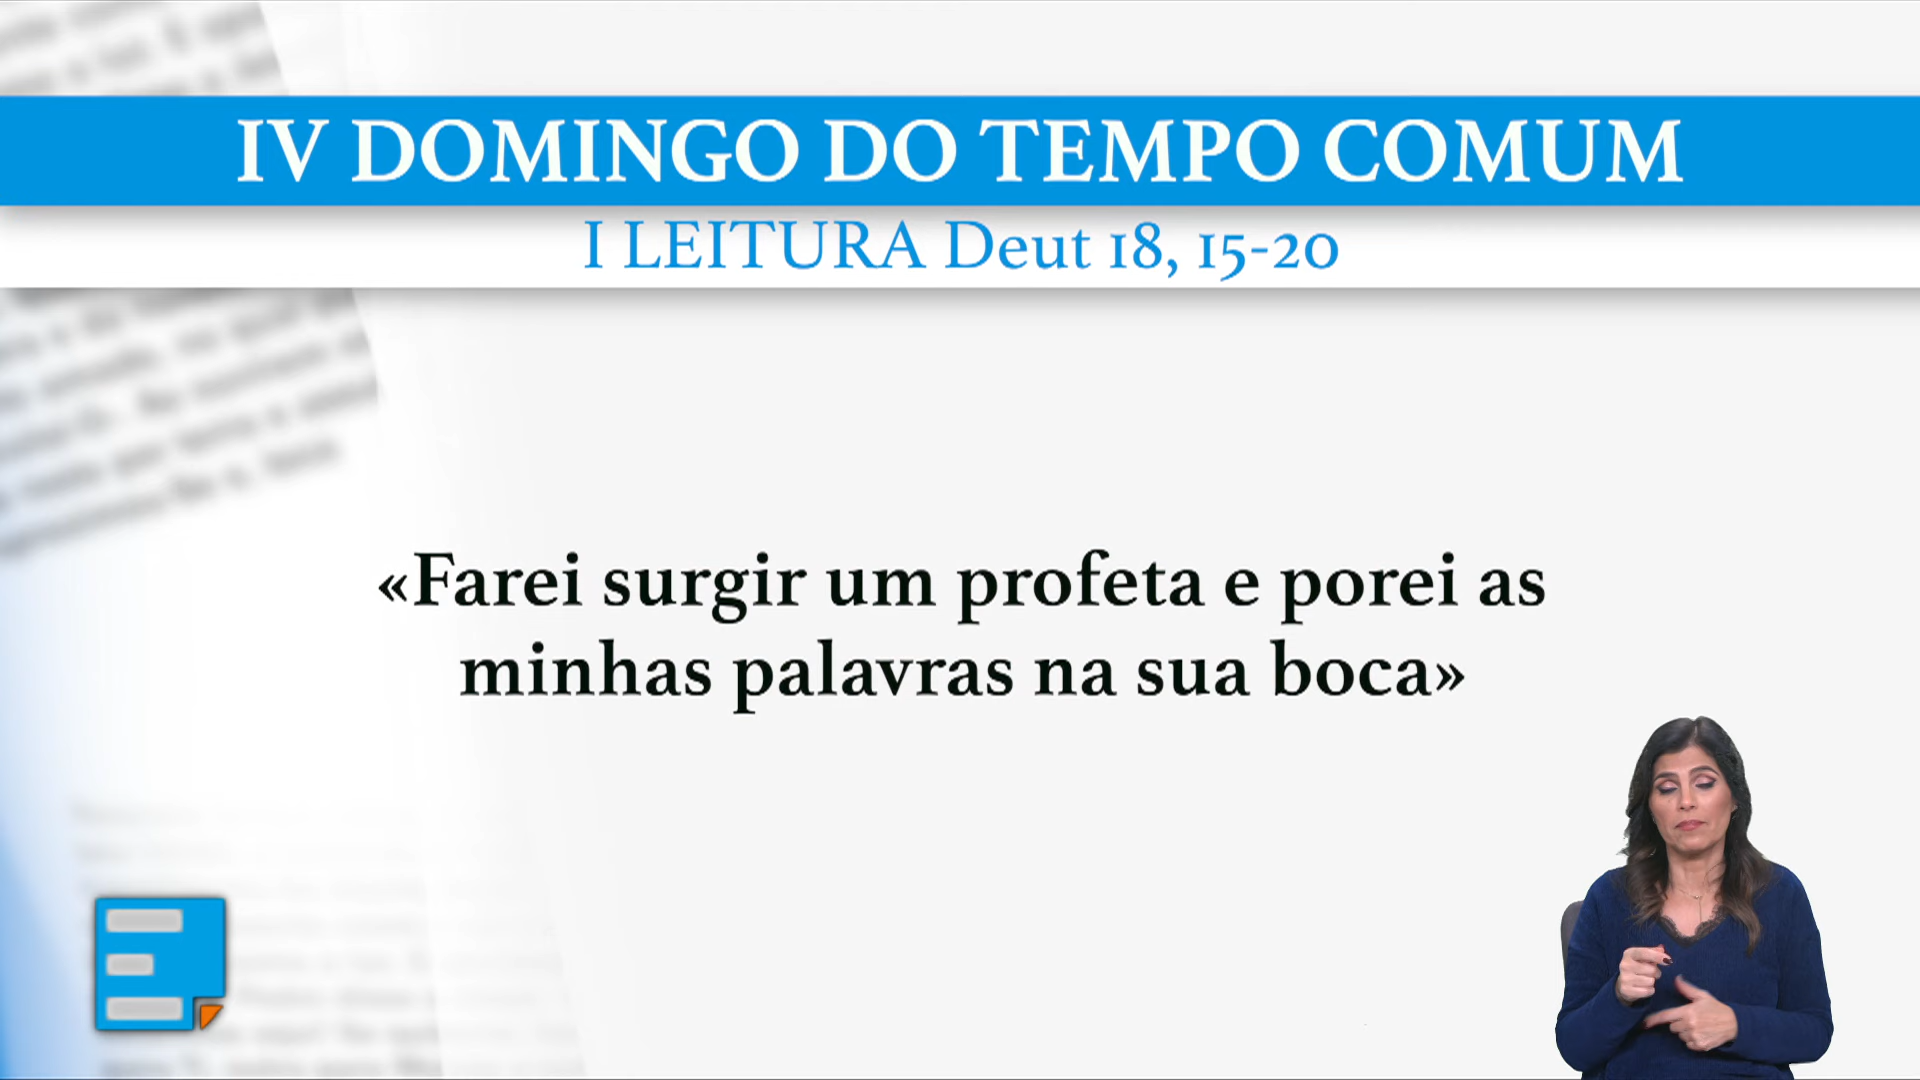 IV DOMINGO DO TEMPO COMUM
I LEITURA Deut 18, 15-20
«Farei surgir um profeta e porei as
minhas palavras na sua boca»